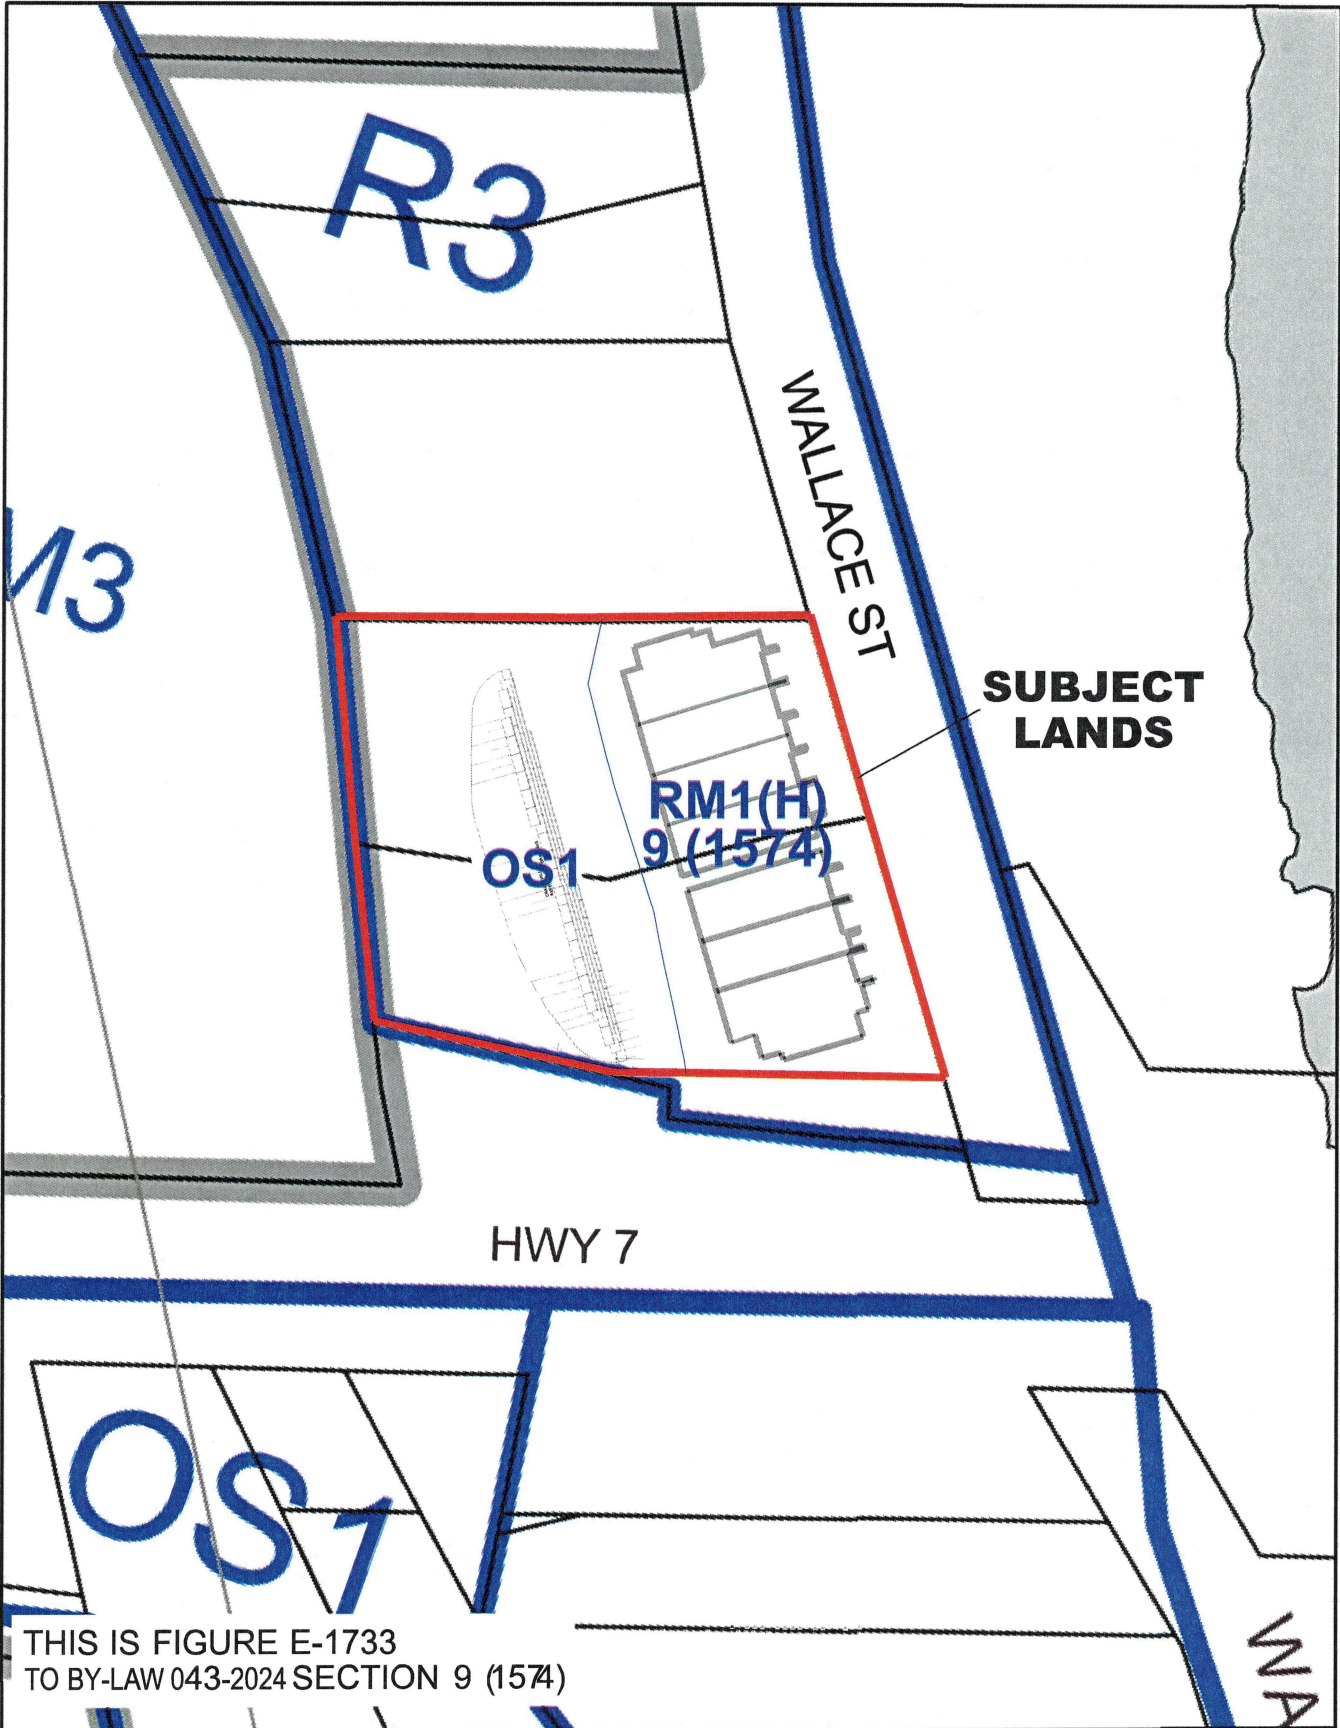 R3
WALLACE ST
M3
SUBJECT
LANDS
RM1(H)
9 (1574)
OS1
HWY 7
OS1
THIS IS FIGURE E-1733
TO BY-LAW 043-2024 SECTION 9 (1574)
WA